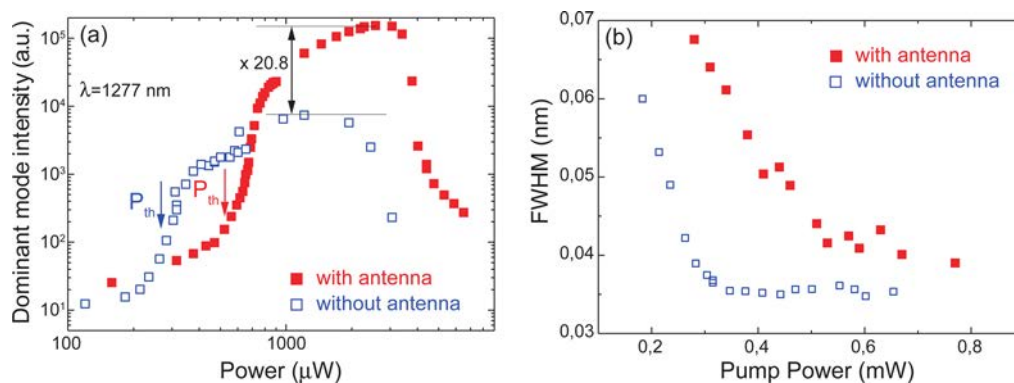 (a)
10⁵
10⁴
10³
10²
10¹
Dominant mode intensity (a.u.)
λ=1277 nm
x 20.8
P_th
P_th
with antenna
without antenna
100
1000
Power (μW)
(b)
0,07
0,06
0,05
0,04
0,03
FWHM (nm)
with antenna
without antenna
0,2
0,4
0,6
0,8
Pump Power (mW)